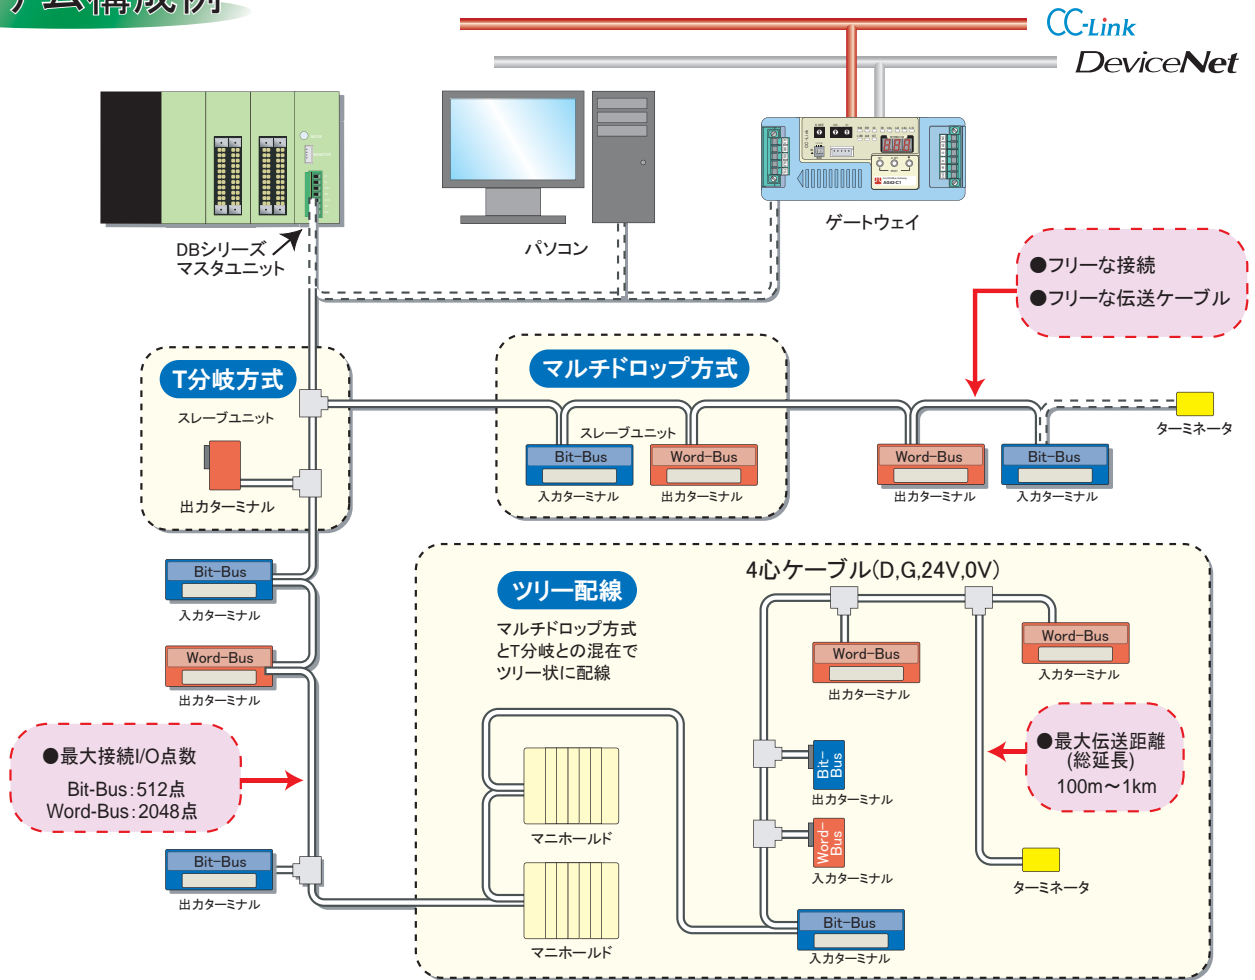 テム構成例
CC-Link
DeviceNet
DBシリーズ
マスタユニット
パソコン
ゲートウェイ
●フリーな接続
●フリーな伝送ケーブル
T分岐方式
スレーブユニット
出力ターミナル
マルチドロップ方式
スレーブユニット
Bit-Bus
入力ターミナル
Word-Bus
出力ターミナル
Word-Bus
出力ターミナル
Bit-Bus
入力ターミナル
ターミネータ
Bit-Bus
入力ターミナル
Word-Bus
出力ターミナル
●最大接続I/O点数
Bit-Bus:512点
Word-Bus:2048点
Bit-Bus
出力ターミナル
ツリー配線
マルチドロップ方式
とT分岐との混在で
ツリー状に配線
4心ケーブル(D,G,24V,0V)
Word-Bus
出力ターミナル
Word-Bus
入力ターミナル
●最大伝送距離
(総延長)
100m～1km
Bit-
Bus
出力ターミナル
Word-
Bus
入力ターミナル
マニホールド
マニホールド
Bit-Bus
入力ターミナル
ターミネータ